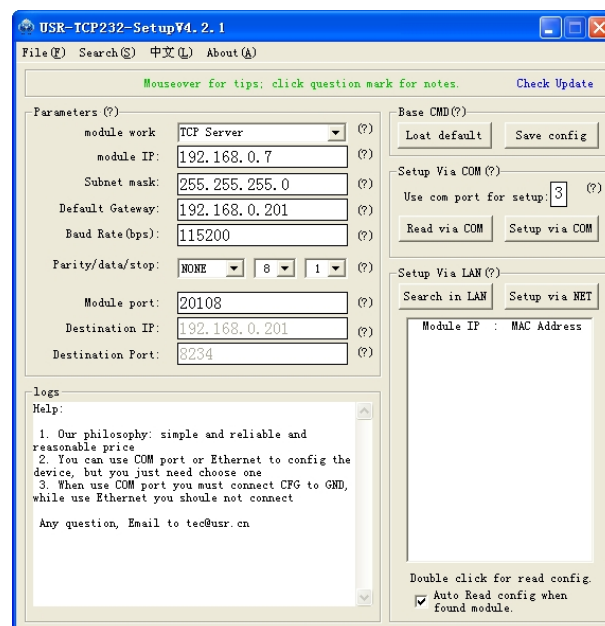 USR-TCP232-SetupV4.2.1
File(F) Search(S) 中文(L) About(A)
Mouseover for tips; click question mark for notes. Check Update
Parameters (?)
module work TCP Server (?)
module IP: 192.168.0.7 (?)
Subnet mask: 255.255.255.0 (?)
Default Gateway: 192.168.0.201 (?)
Baud Rate(bps): 115200 (?)
Parity/data/stop: NONE 8 1 (?)
Module port: 20108 (?)
Destination IP: 192.168.0.201 (?)
Destination Port: 8234 (?)
logs
Help:
1. Our philosophy: simple and reliable and
reasonable price
2. You can use COM port or Ethernet to config the
device, but you just need choose one
3. When use COM port you must connect CFG to GND,
while use Ethernet you shoule not connect
Any question, Email to tec@usr.cn
Base CMD(?)
Loat default Save config
Setup Via COM (?)
Use com port for setup: 3 (?)
Read via COM Setup via COM
Setup Via LAN (?)
Search in LAN Setup via NET
Module IP : MAC Address
Double click for read config.
Auto Read config when
found module.